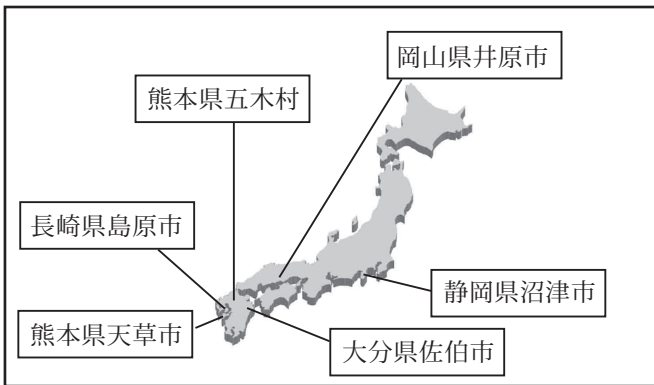 岡山県井原市
熊本県五木村
長崎県島原市
静岡県沼津市
熊本県天草市
大分県佐伯市